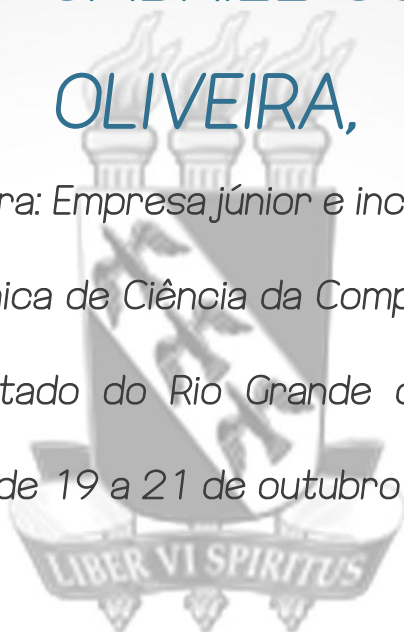 OLIVEIRA,
ra: Empresa júnior e inc
ica de Ciência da Comp
tado do Rio Grande
de 19 a 21 de outubro
LIBER VI SPIRITUS